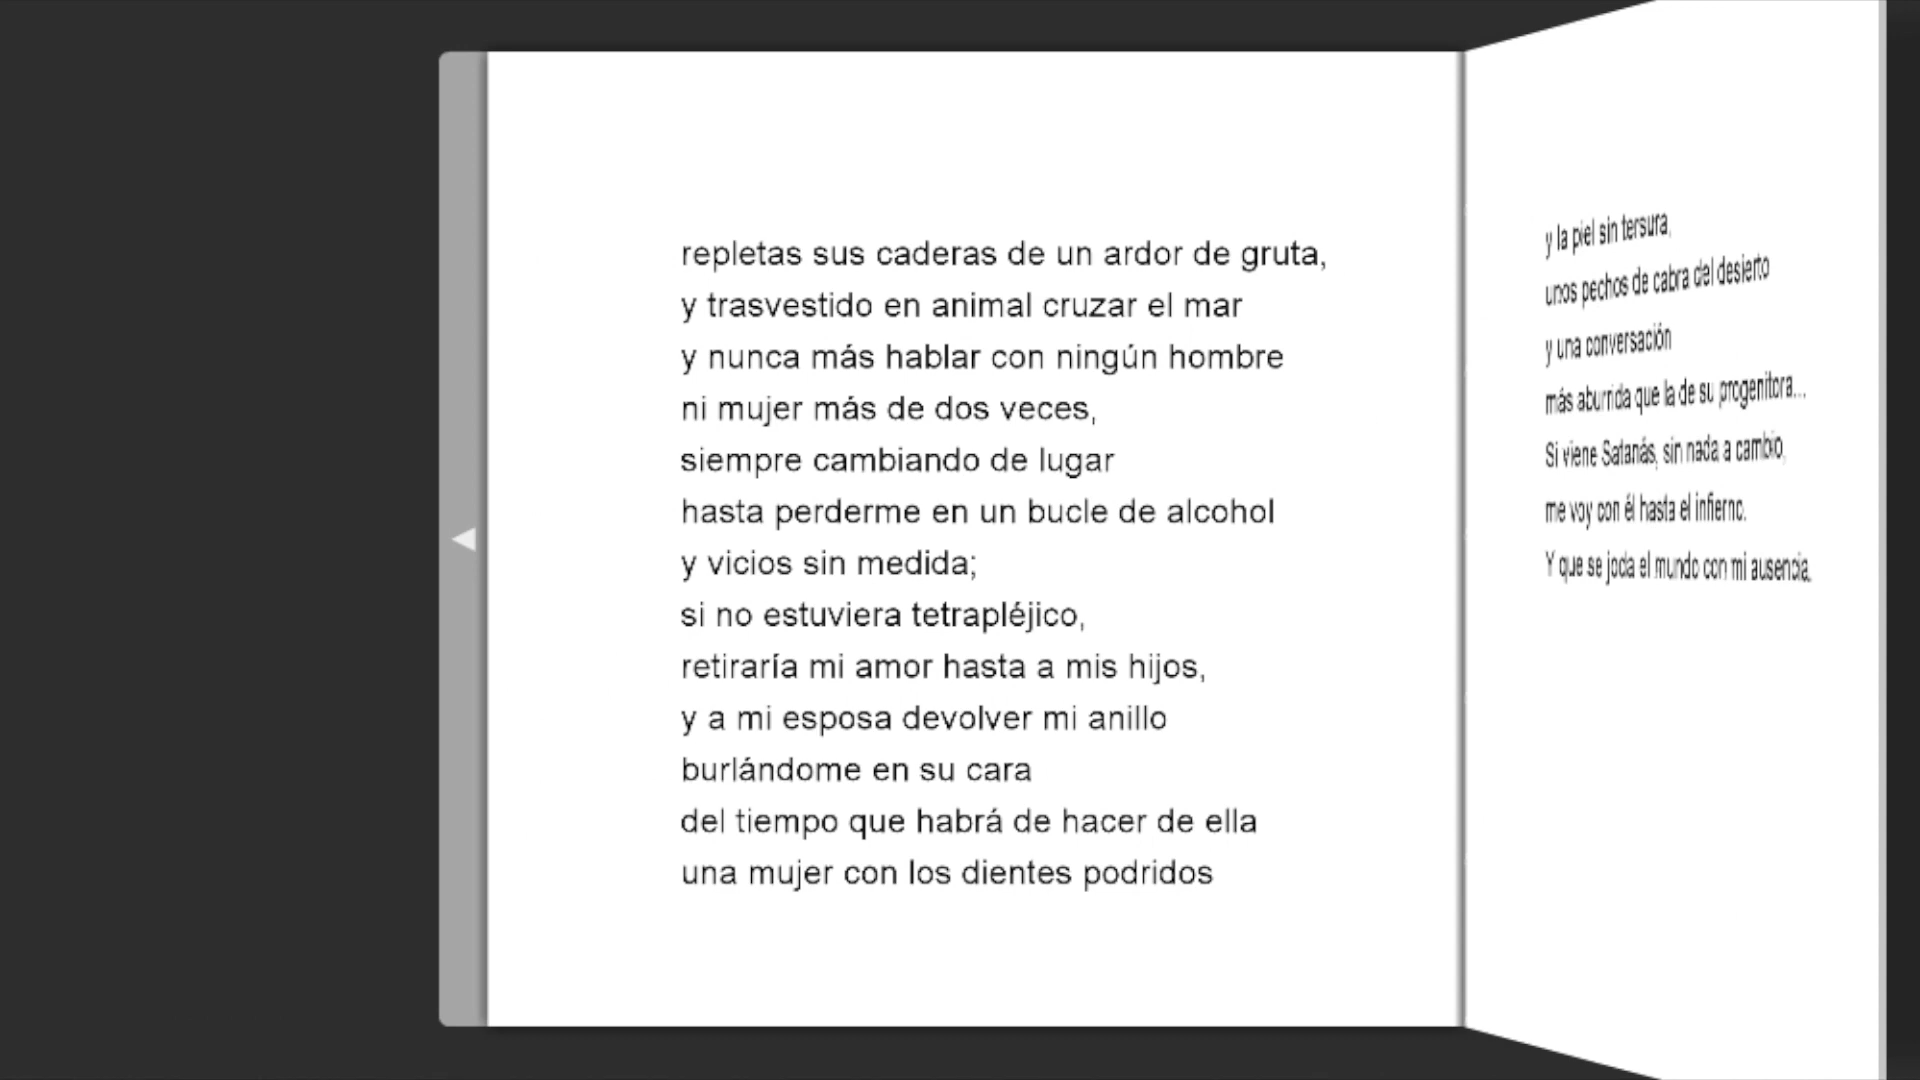 repletas sus caderas de un ardor de gruta,
y trasvestido en animal cruzar el mar
y nunca más hablar con ningún hombre
ni mujer más de dos veces,
siempre cambiando de lugar
hasta perderme en un bucle de alcohol
y vicios sin medida;
si no estuviera tetrapléjico,
retiraría mi amor hasta a mis hijos,
y a mi esposa devolver mi anillo
burlándome en su cara
del tiempo que habrá de hacer de ella
una mujer con los dientes podridos
y la piel sin tersura,
unos pechos de cabra del desierto
y una conversación
más aburrida que la de su progenitora...,
Si viene Satanás, sin nada a cambio,
me voy con él hasta el infierno.
Y que se joda el mundo con mi ausencia.